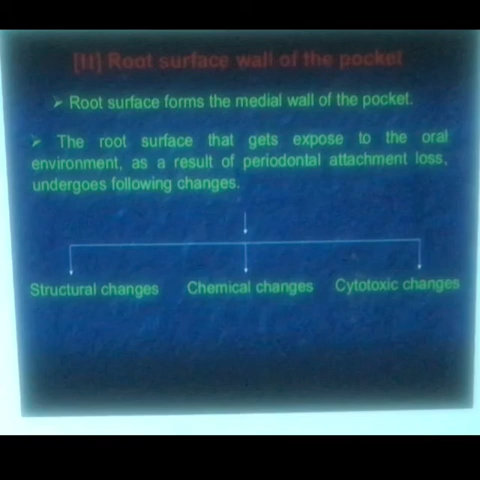 [II] Root surface wall of the pocket
➢ Root surface forms the medial wall of the pocket.
➢ The root surface that gets expose to the oral
environment, as a result of periodontal attachment loss,
undergoes following changes.
Structural changes Chemical changes Cytotoxic changes